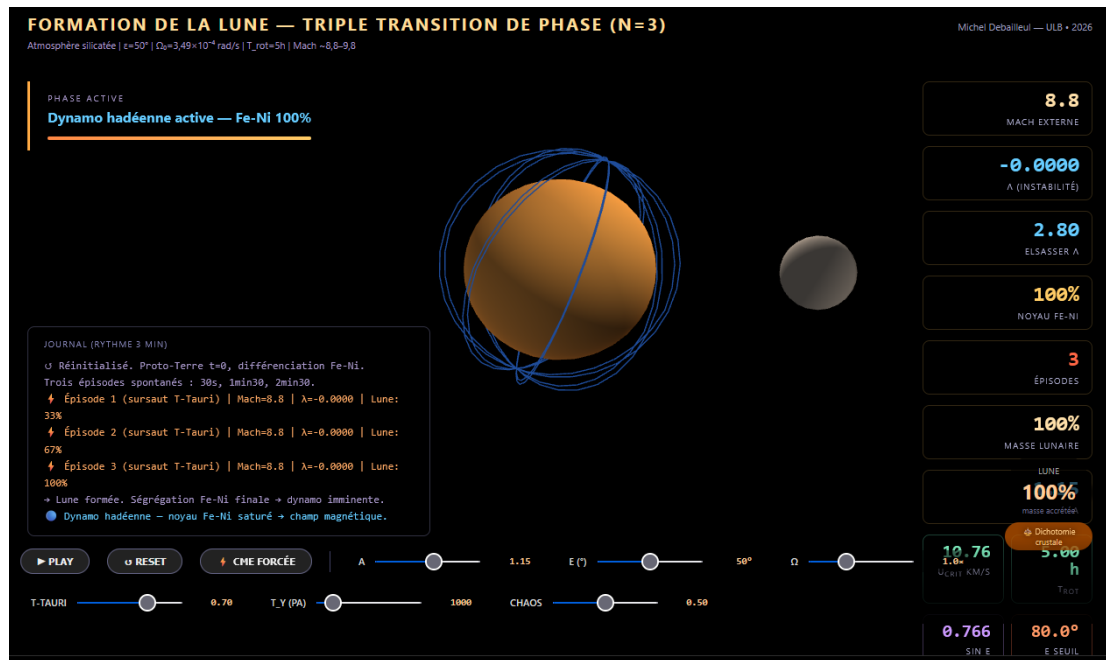 FORMATION DE LA LUNE — TRIPLE TRANSITION DE PHASE (N=3)
Michel Debailleul — ULB • 2026
Atmosphère silicatée | ε=50° | Ω₀=3,49×10⁻⁴ rad/s | T_rot=5h | Mach ~8,8–9,8
PHASE ACTIVE
Dynamo hadéenne active — Fe-Ni 100%
8.8
MACH EXTERNE
-0.0000
Λ (INSTABILITÉ)
2.80
ELSASSER Λ
100%
NOYAU FE-NI
3
ÉPISODES
100%
MASSE LUNAIRE
LUNE
100%
masse accrétée\
Dichotomie
crustale
10.76
U_CRIT KM/S
5.00
h
T_ROT
0.766
SIN Ε
80.0°
Ε SEUIL
JOURNAL (RYTHME 3 MIN)
↺ Réinitialisé. Proto-Terre t=0, différenciation Fe-Ni.
Trois épisodes spontanés : 30s, 1min30, 2min30.
⚡ Épisode 1 (sursaut T-Tauri) | Mach=8.8 | λ=-0.0000 | Lune:
33%
⚡ Épisode 2 (sursaut T-Tauri) | Mach=8.8 | λ=-0.0000 | Lune:
67%
⚡ Épisode 3 (sursaut T-Tauri) | Mach=8.8 | λ=-0.0000 | Lune:
100%
→ Lune formée. Ségrégation Fe-Ni finale → dynamo imminente.
🔵 Dynamo hadéenne — noyau Fe-Ni saturé → champ magnétique.
▶ PLAY ↺ RESET ⚡ CME FORCÉE Α 1.15 Ε (°) 50° Ω 1.0×
T-TAURI 0.70 Τ_Y (PA) 1000 CHAOS 0.50